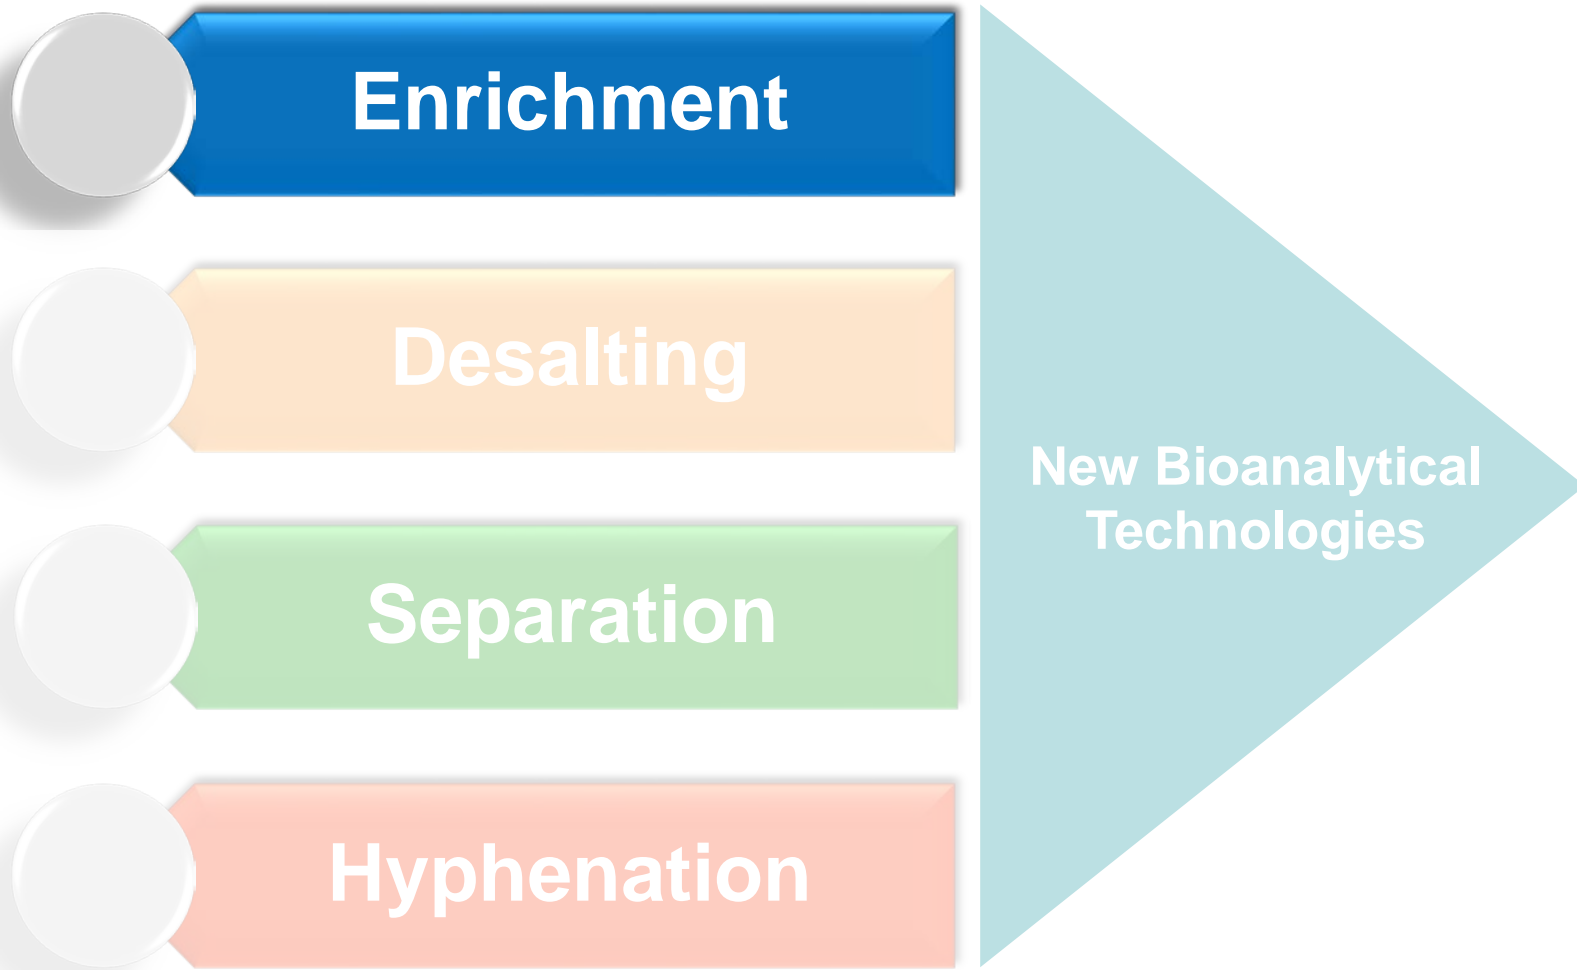 Enrichment
Desalting
Separation
Hyphenation
New Bioanalytical
Technologies